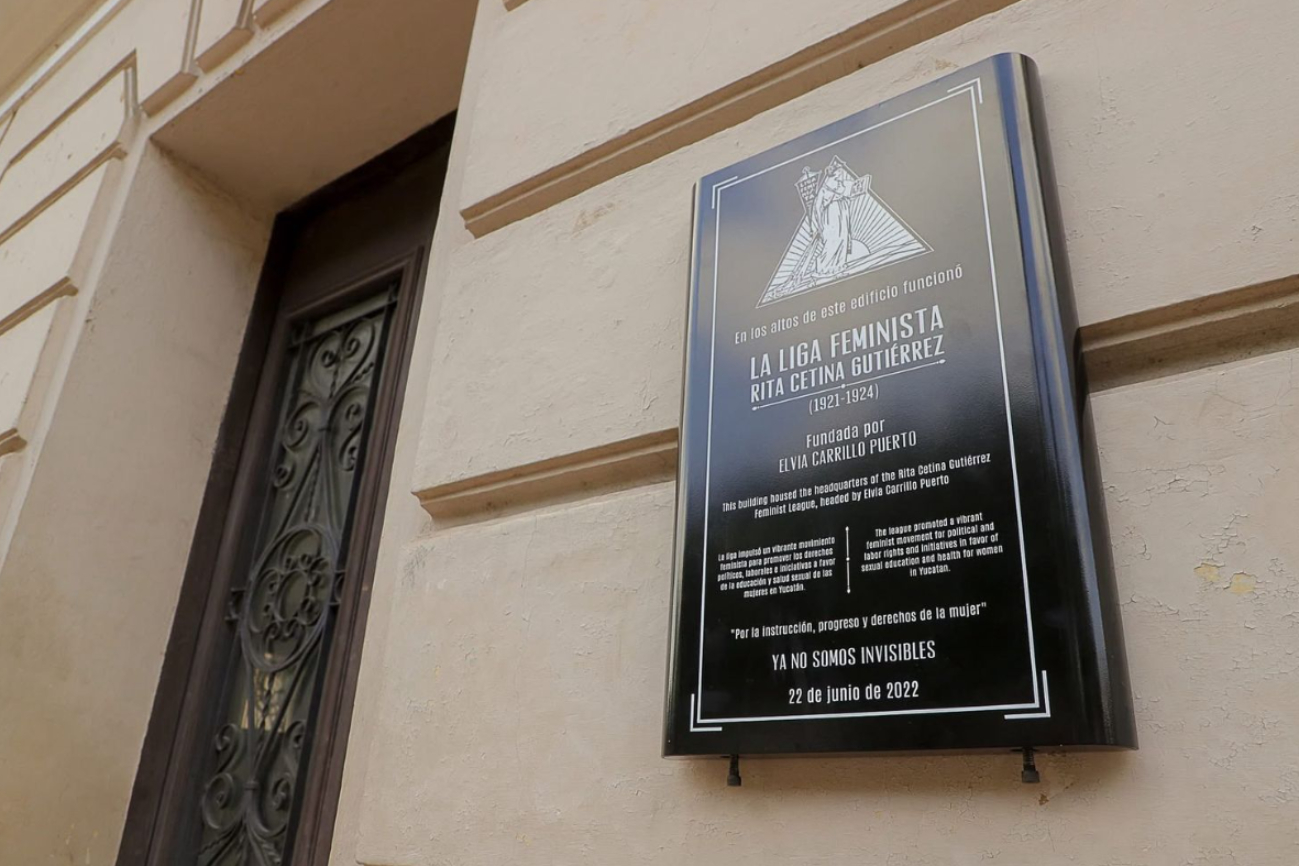 En los altos de este edificio funcionó
LA LIGA FEMINISTA
RITA CETINA GUTIÉRREZ
(1921-1924)
Fundada por
ELVIA CARRILLO PUERTO
This building housed the headquarters of the Rita Cetina Gutiérrez
Feminist League, headed by Elvia Carrillo Puerto
La liga impulsó un vibrante movimiento
feminista para promover los derechos
políticos, laborales e iniciativas a favor
de la educación y salud sexual de las
mujeres en Yucatán.
The league promoted a vibrant
feminist movement for political and
labor rights and initiatives in favor of
sexual education and health for women
in Yucatan.
"Por la instrucción, progreso y derechos de la mujer"
YA NO SOMOS INVISIBLES
22 de junio de 2022